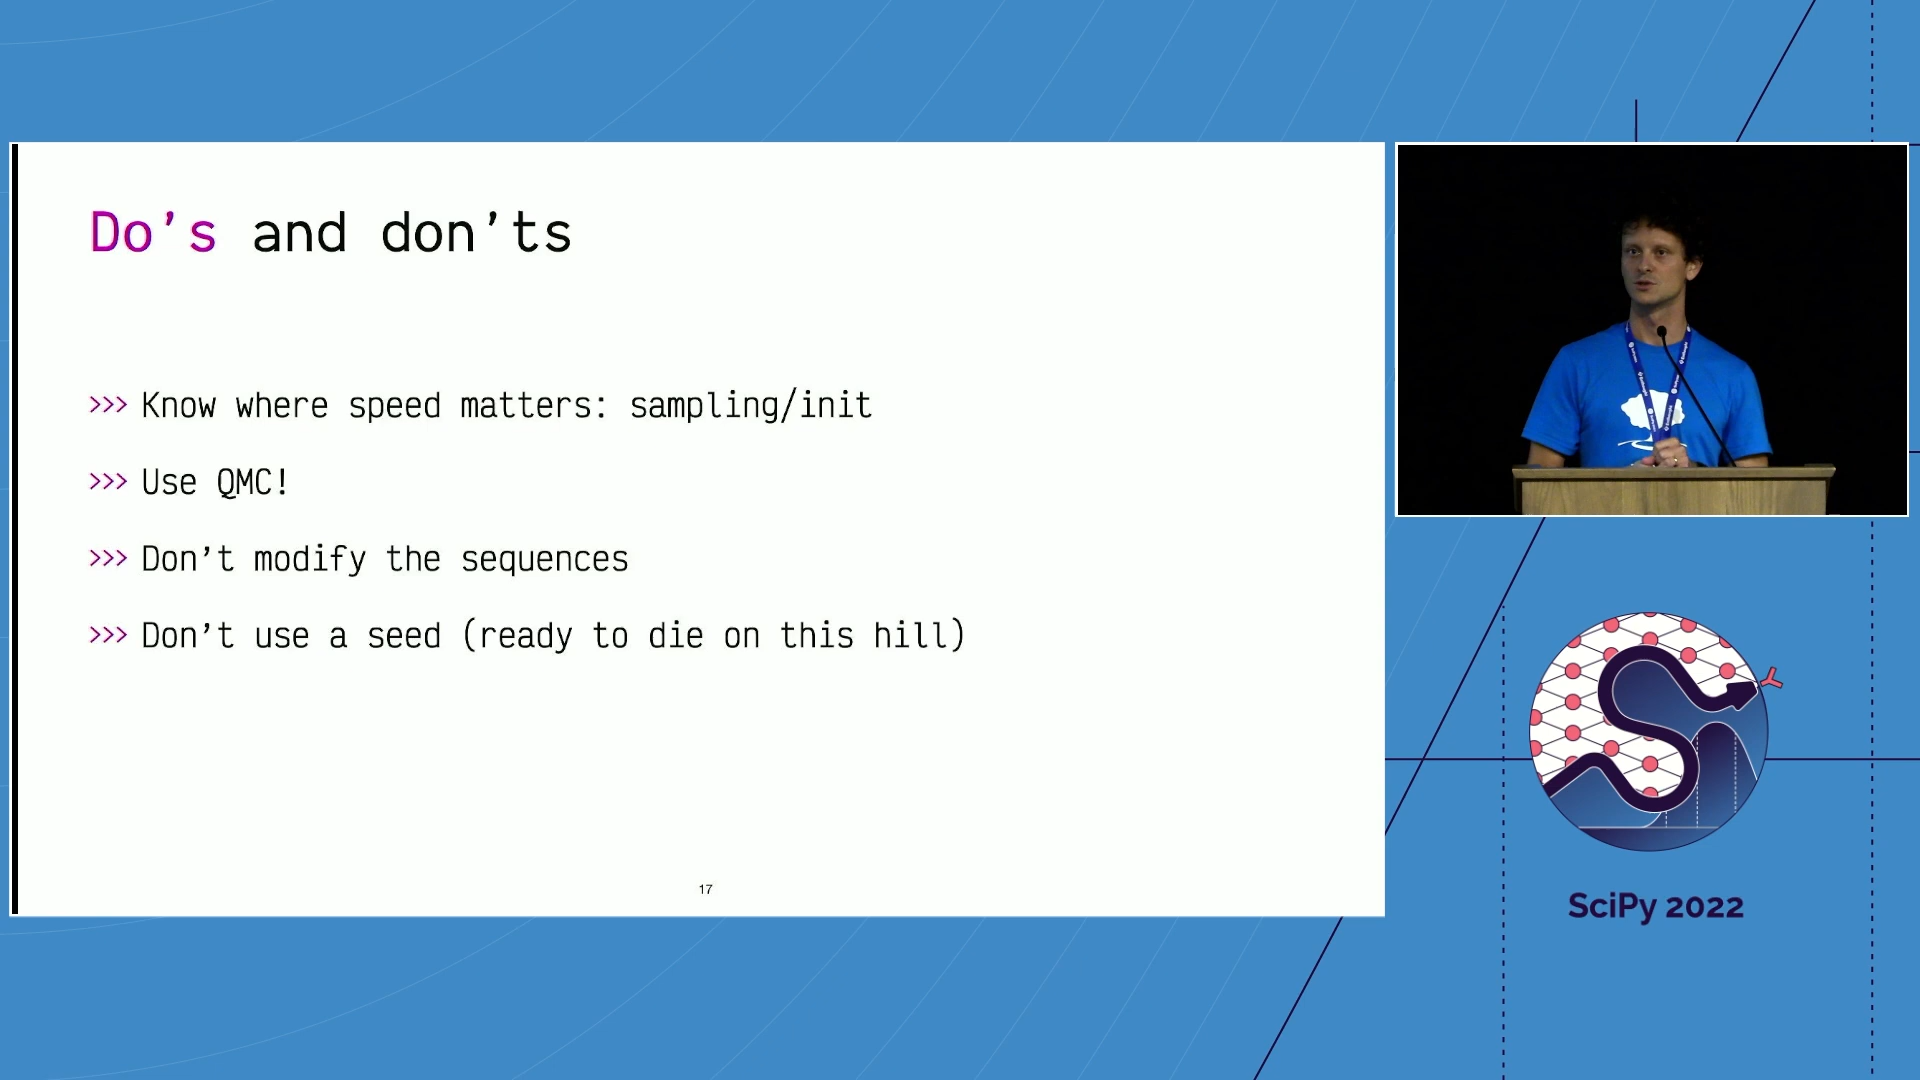 Do's and don'ts
>>> Know where speed matters: sampling/init
>>> Use QMC!
>>> Don't modify the sequences
>>> Don't use a seed (ready to die on this hill)
17
SciPy 2022